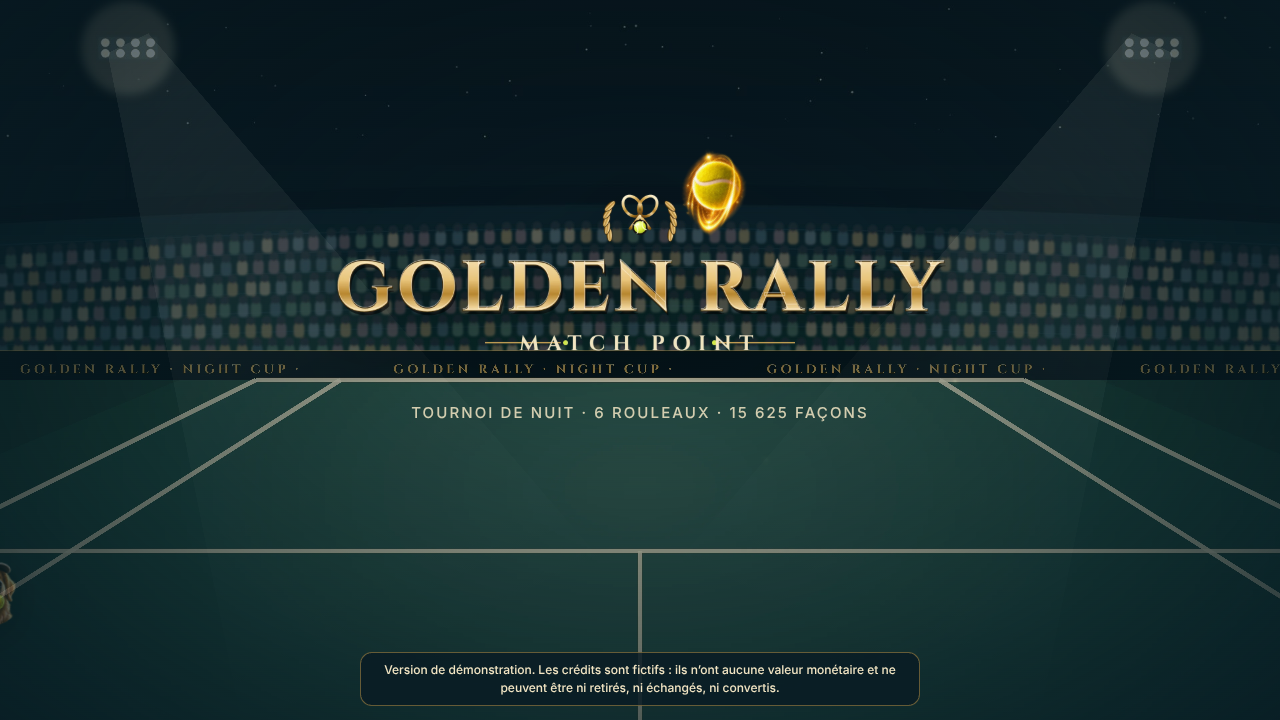 GOLDEN RALLY
MATCH POINT
GOLDEN RALLY · NIGHT CUP · GOLDEN RALLY · NIGHT CUP · GOLDEN RALLY · NIGHT CUP · GOLDEN RALLY
TOURNOI DE NUIT · 6 ROULEAUX · 15 625 FAÇONS
Version de démonstration. Les crédits sont fictifs : ils n’ont aucune valeur monétaire et ne
peuvent être ni retirés, ni échangés, ni convertis.